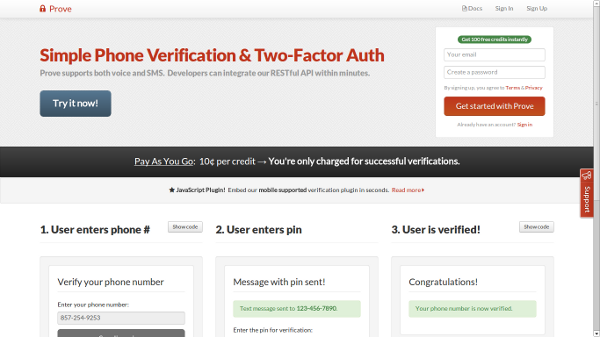 Prove
Docs Sign In Sign Up
Simple Phone Verification & Two-Factor Auth
Prove supports both voice and SMS. Developers can integrate our RESTful API within minutes.
Try it now!
Get 100 free credits instantly
Your email
Create a password
By signing up, you agree to Terms & Privacy
Get started with Prove
Already have an account? Sign in
Pay As You Go: 10¢ per credit → You're only charged for successful verifications.
JavaScript Plugin! Embed our mobile supported verification plugin in seconds. Read more
Support
1. User enters phone #
Show code
2. User enters pin
3. User is verified!
Show code
Verify your phone number
Enter your phone number:
857-254-9253
Message with pin sent!
Text message sent to 123-456-7890.
Enter the pin for verification:
Congratulations!
Your phone number is now verified.